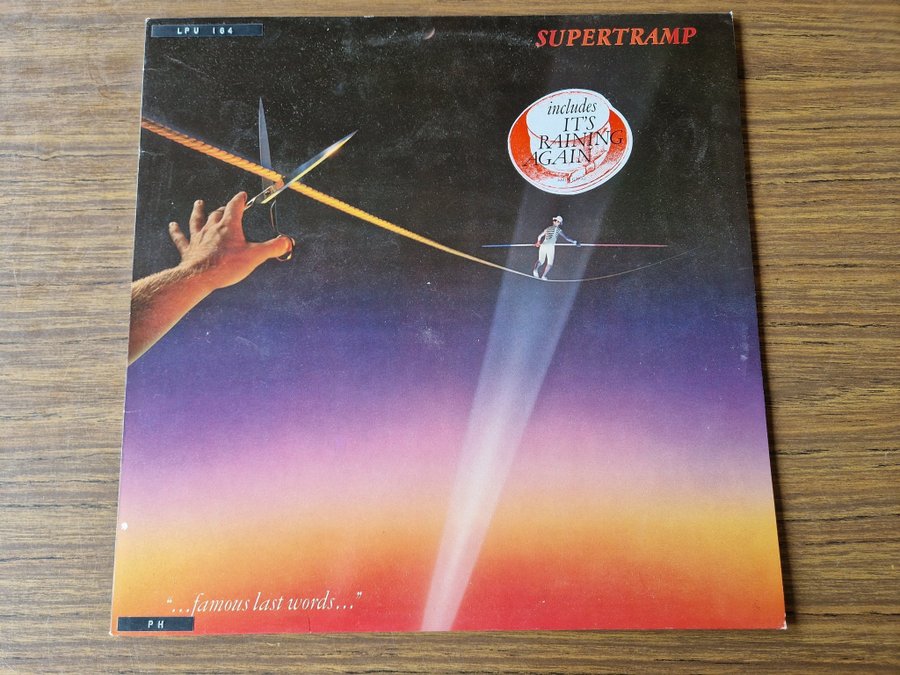 LPU 164
SUPERTRAMP
includes
IT'S
RAINING
AGAIN
"...famous last words..."
PH